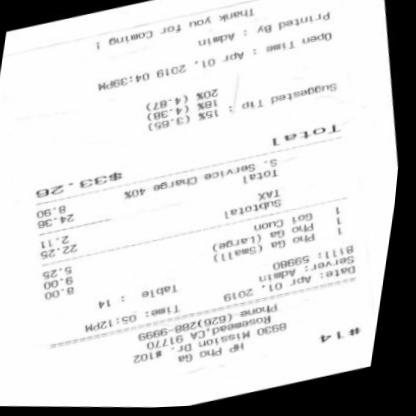 #14
HP Pho Ga
8930 Mission Dr. #102
Rosemead,CA 91770
Phone (626)288-9999
Date: Apr 01, 2019 Time: 05:12PM
Server: Admin Table : 14
Bill: 59980
1 Pho Ga (Small) 8.00
1 Pho Ga (Large) 9.00
1 Goi Cuon 5.25
Subtotal 22.25
TAX 2.11
Total 24.36
S. Service Charge 40% 8.90
Total $33.26
Suggested Tip : 15% (3.65)
18% (4.38)
20% (4.87)
Open Time : Apr 01, 2019 04:39PM
Printed By : Admin
Thank you for Coming !